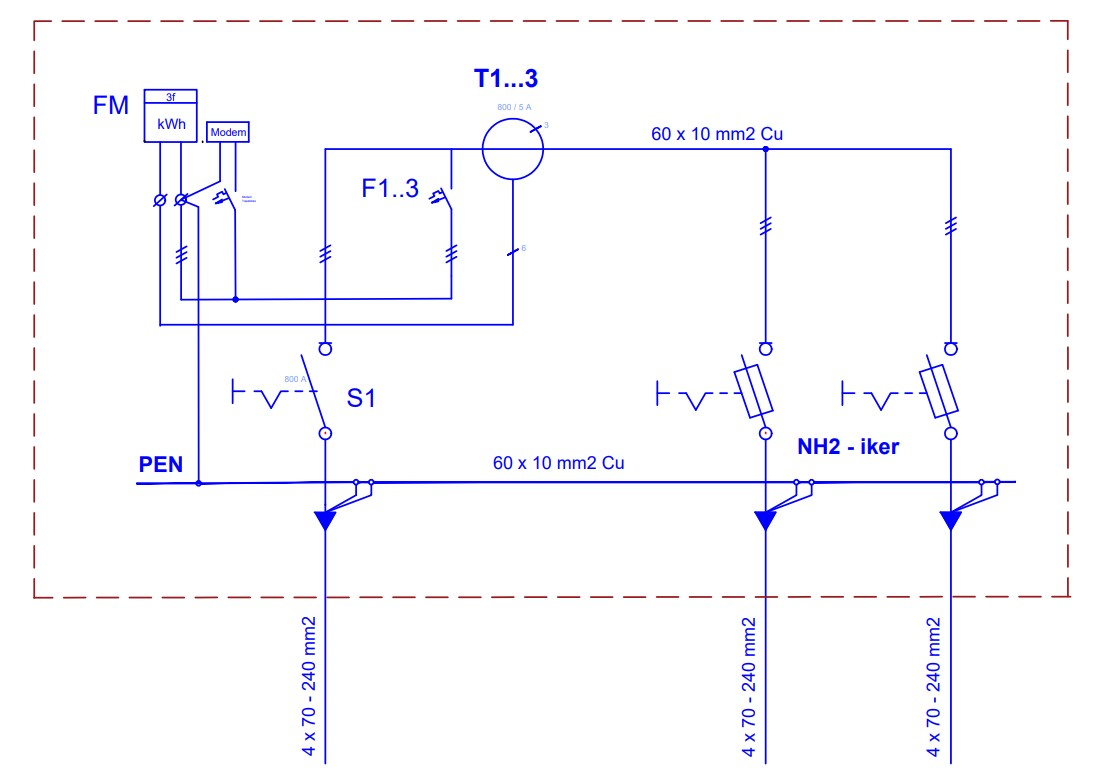 T1...3
800 / 5 A
3
FM
3f
kWh
Modem
60 x 10 mm2 Cu
F1..3
6
800 A
S1
NH2 - iker
PEN
60 x 10 mm2 Cu
4 x 70 - 240 mm2
4 x 70 - 240 mm2
4 x 70 - 240 mm2